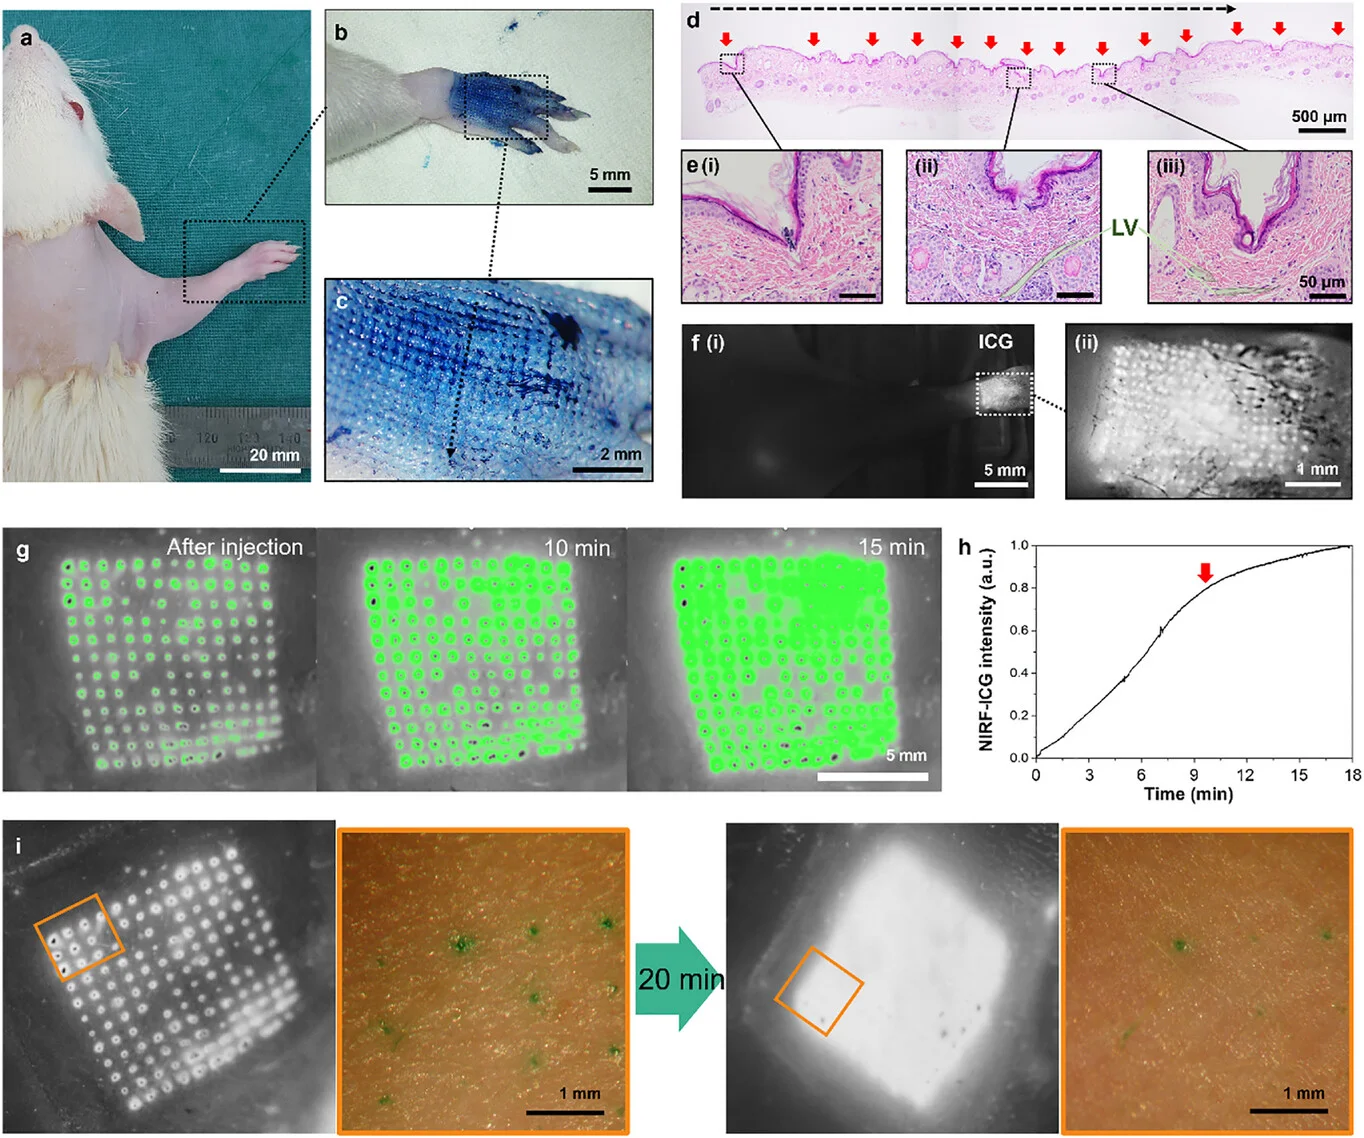 a
120 130 140
20 mm
b
5 mm
c
2 mm
d
500 µm
e (i)
(ii)
LV
(iii)
50 µm
f (i)
ICG
5 mm
(ii)
1 mm
g
After injection
10 min
15 min
5 mm
h
NIRF-ICG intensity (a.u.)
1.0
0.8
0.6
0.4
0.2
0.0
0 3 6 9 12 15 18
Time (min)
i
1 mm
20 min
1 mm